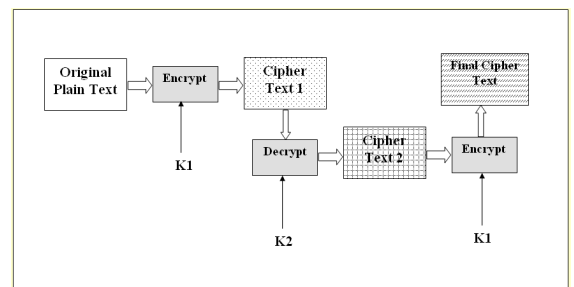 Original
Plain Text
Encrypt
K1
Cipher
Text 1
Decrypt
K2
Cipher
Text 2
Encrypt
K1
Final Cipher
Text